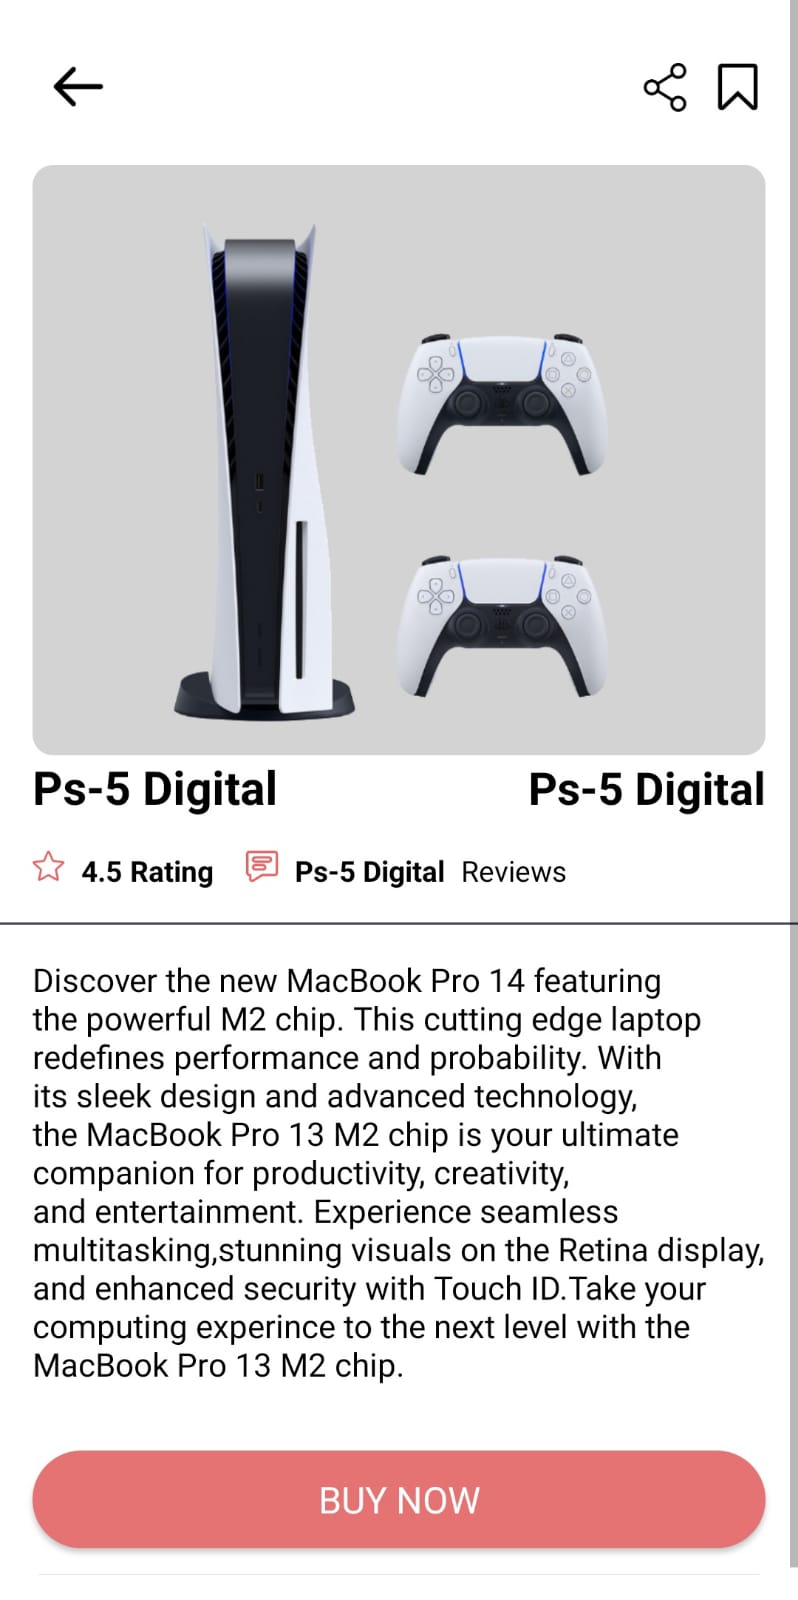 Ps-5 Digital Ps-5 Digital
4.5 Rating Ps-5 Digital Reviews
Discover the new MacBook Pro 14 featuring
the powerful M2 chip. This cutting edge laptop
redefines performance and probability. With
its sleek design and advanced technology,
the MacBook Pro 13 M2 chip is your ultimate
companion for productivity, creativity,
and entertainment. Experience seamless
multitasking,stunning visuals on the Retina display,
and enhanced security with Touch ID.Take your
computing experince to the next level with the
MacBook Pro 13 M2 chip.
BUY NOW